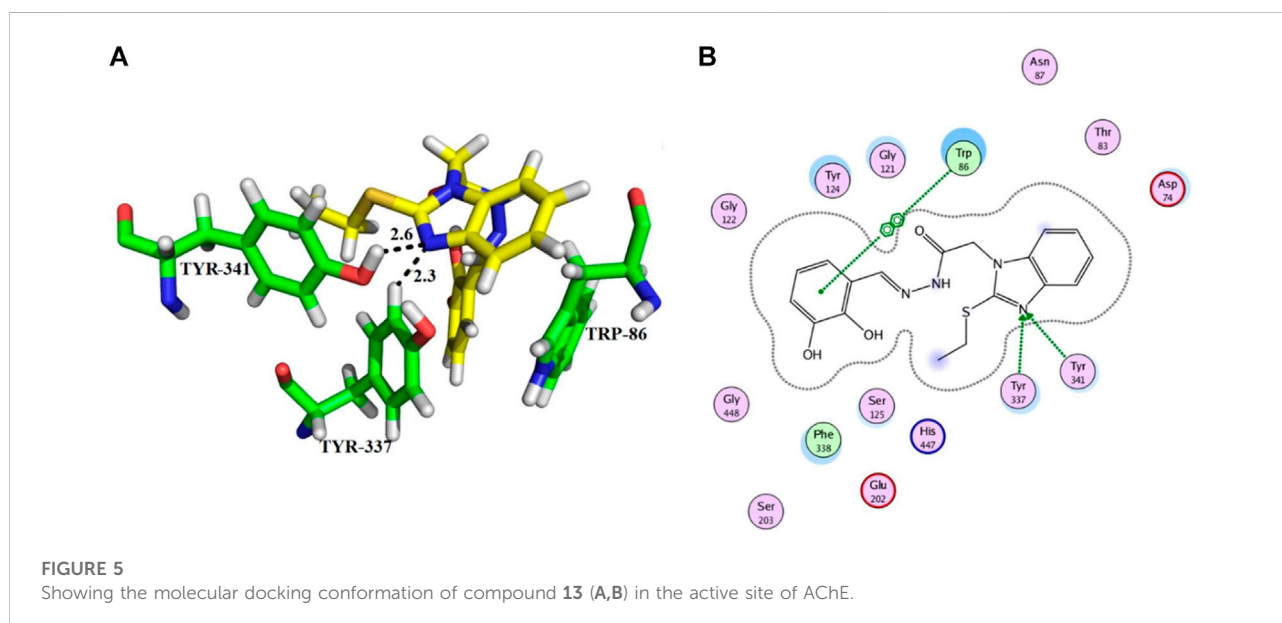 A
B
2.6
2.3
TYR-341
TRP-86
TYR-337
Asn
87
Thr
83
Trp
86
Gly
121
Tyr
124
Asp
74
Gly
122
O
N
NH
N
N
S
OH
OH
Tyr
341
Tyr
337
Ser
125
Gly
448
His
447
Phe
338
Glu
202
Ser
203
FIGURE 5
Showing the molecular docking conformation of compound 13 (A,B) in the active site of AChE.